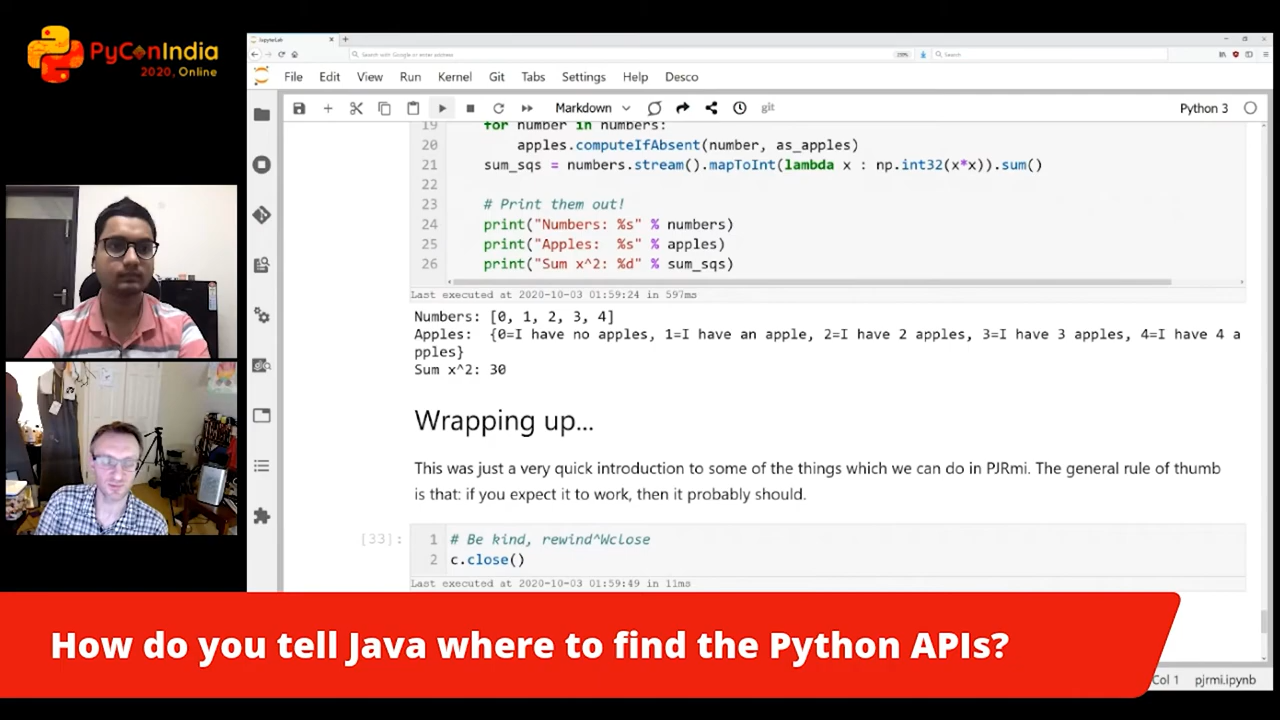 PyConIndia
2020, Online
JupyterLab
Search with Google or enter address
Search
File Edit View Run Kernel Git Tabs Settings Help Desco
Markdown
git
Python 3
19 for number in numbers:
20 apples.computeIfAbsent(number, as_apples)
21 sum_sqs = numbers.stream().mapToInt(lambda x : np.int32(x*x)).sum()
22
23 # Print them out!
24 print("Numbers: %s" % numbers)
25 print("Apples:  %s" % apples)
26 print("Sum x^2: %d" % sum_sqs)
Last executed at 2020-10-03 01:59:24 in 597ms
Numbers: [0, 1, 2, 3, 4]
Apples:  {0=I have no apples, 1=I have an apple, 2=I have 2 apples, 3=I have 3 apples, 4=I have 4 a
pples}
Sum x^2: 30
Wrapping up...
This was just a very quick introduction to some of the things which we can do in PJRmi. The general rule of thumb
is that: if you expect it to work, then it probably should.
[33]: 1 # Be kind, rewind^Wclose
2 c.close()
Last executed at 2020-10-03 01:59:49 in 11ms
How do you tell Java where to find the Python APIs?
Col 1 pjrmi.ipynb